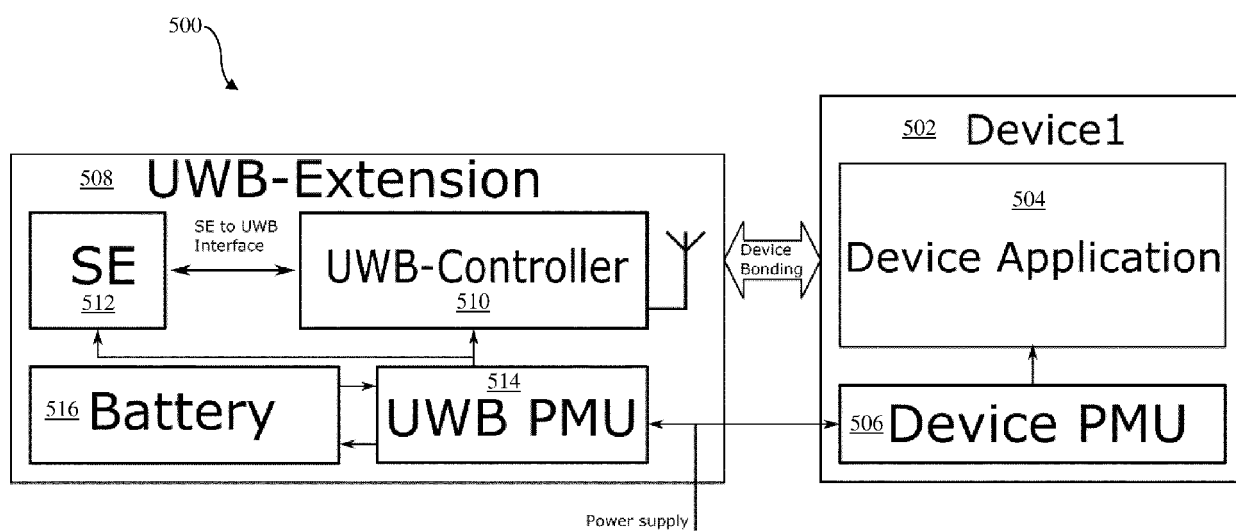 500
502 Device1
508 UWB-Extension
504
Device Application
SE to UWB
Interface
SE
512
UWB-Controller
510
Device
Bonding
516 Battery
514
UWB PMU
506 Device PMU
Power supply